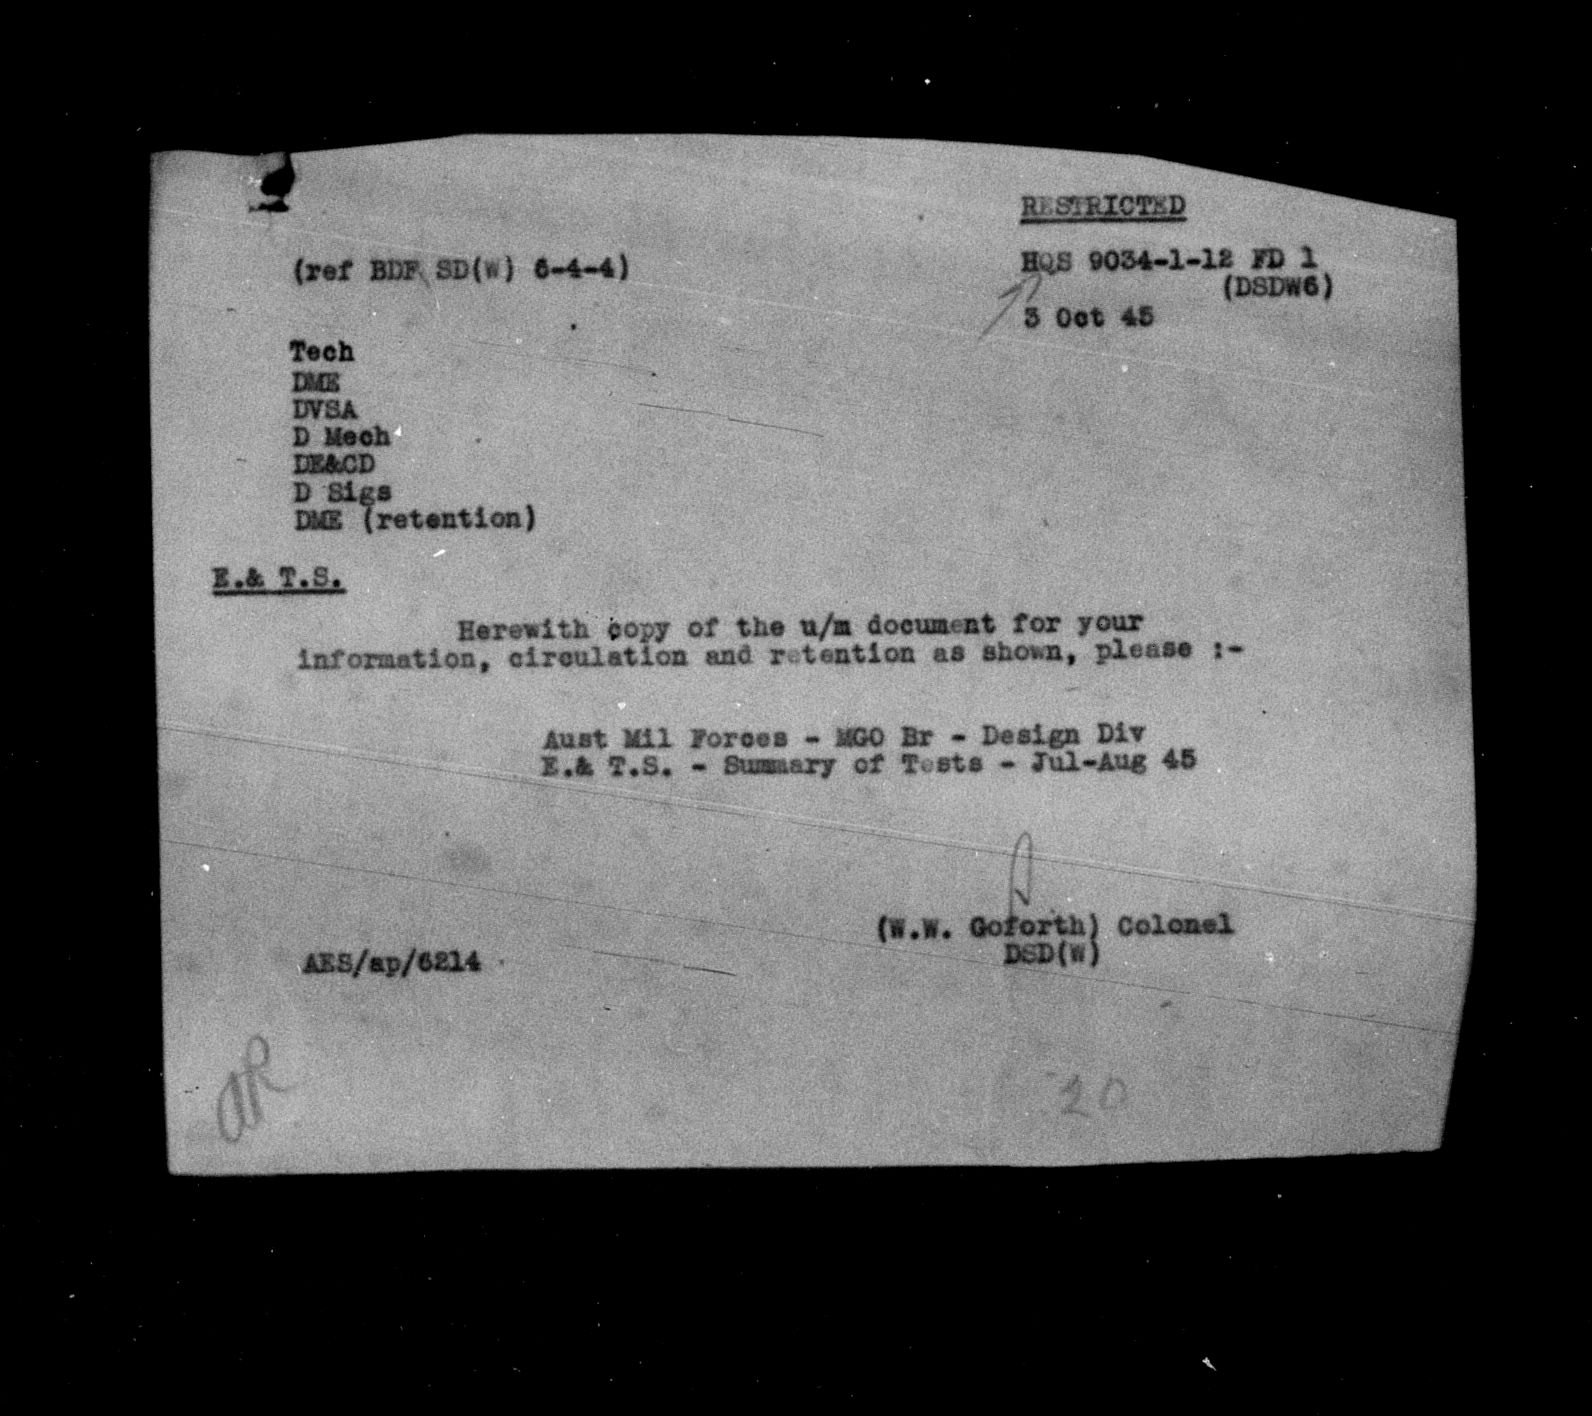 RESTRICTED
(ref BDF SD(W) 6-4-4)
HQS 9034-1-12 FD 1
(DSDW6)
3 Oct 45
Tech
DME
DVSA
D Mech
DE&CD
D Sigs
DME (retention)
E.& T.S.
Herewith copy of the u/m document for your
information, circulation and retention as shown, please :-
Aust Mil Forces - MGO Br - Design Div
E.& T.S. - Summary of Tests - Jul-Aug 45
(W.W. Goforth) Colonel
DSD(W)
AES/ap/6214
20